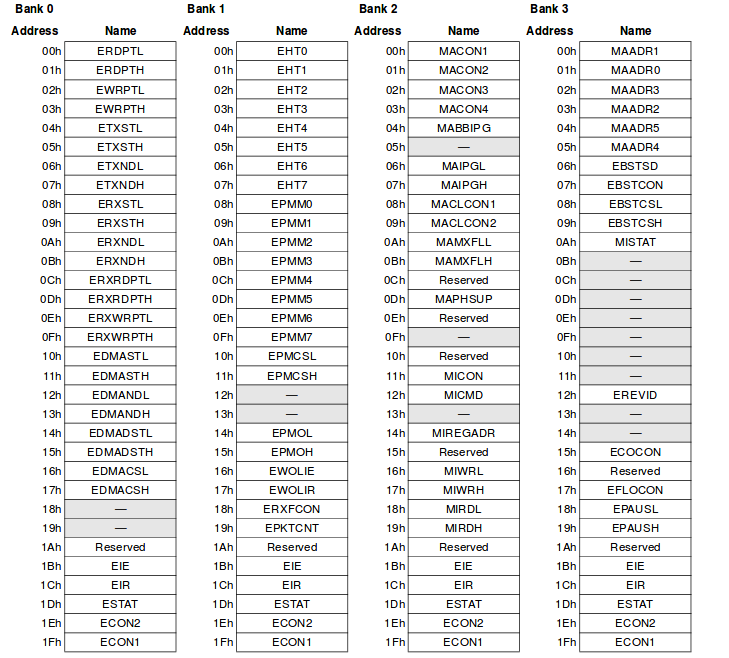 Bank 0 Bank 1 Bank 2 Bank 3
Address Name Address Name Address Name Address Name
00h ERDPTL 00h EHT0 00h MACON1 00h MAADR1
01h ERDPTH 01h EHT1 01h MACON2 01h MAADR0
02h EWRPTL 02h EHT2 02h MACON3 02h MAADR3
03h EWRPTH 03h EHT3 03h MACON4 03h MAADR2
04h ETXSTL 04h EHT4 04h MABBIPG 04h MAADR5
05h ETXSTH 05h EHT5 05h — 05h MAADR4
06h ETXNDL 06h EHT6 06h MAIPGL 06h EBSTSD
07h ETXNDH 07h EHT7 07h MAIPGH 07h EBSTCON
08h ERXSTL 08h EPMM0 08h MACLCON1 08h EBSTCSL
09h ERXSTH 09h EPMM1 09h MACLCON2 09h EBSTCSH
0Ah ERXNDL 0Ah EPMM2 0Ah MAMXFLL 0Ah MISTAT
0Bh ERXNDH 0Bh EPMM3 0Bh MAMXFLH 0Bh —
0Ch ERXRDPTL 0Ch EPMM4 0Ch Reserved 0Ch —
0Dh ERXRDPTH 0Dh EPMM5 0Dh MAPHSUP 0Dh —
0Eh ERXWRPTL 0Eh EPMM6 0Eh Reserved 0Eh —
0Fh ERXWRPTH 0Fh EPMM7 0Fh — 0Fh —
10h EDMASTL 10h EPMCSL 10h Reserved 10h —
11h EDMASTH 11h EPMCSH 11h MICON 11h —
12h EDMANDL 12h — 12h MICMD 12h EREVID
13h EDMANDH 13h — 13h — 13h —
14h EDMADSTL 14h EPMOL 14h MIREGADR 14h —
15h EDMADSTH 15h EPMOH 15h Reserved 15h ECOCON
16h EDMACSL 16h EWOLIE 16h MIWRL 16h Reserved
17h EDMACSH 17h EWOLIR 17h MIWRH 17h EFLOCON
18h — 18h ERXFCON 18h MIRDL 18h EPAUSL
19h — 19h EPKTCNT 19h MIRDH 19h EPAUSH
1Ah Reserved 1Ah Reserved 1Ah Reserved 1Ah Reserved
1Bh EIE 1Bh EIE 1Bh EIE 1Bh EIE
1Ch EIR 1Ch EIR 1Ch EIR 1Ch EIR
1Dh ESTAT 1Dh ESTAT 1Dh ESTAT 1Dh ESTAT
1Eh ECON2 1Eh ECON2 1Eh ECON2 1Eh ECON2
1Fh ECON1 1Fh ECON1 1Fh ECON1 1Fh ECON1